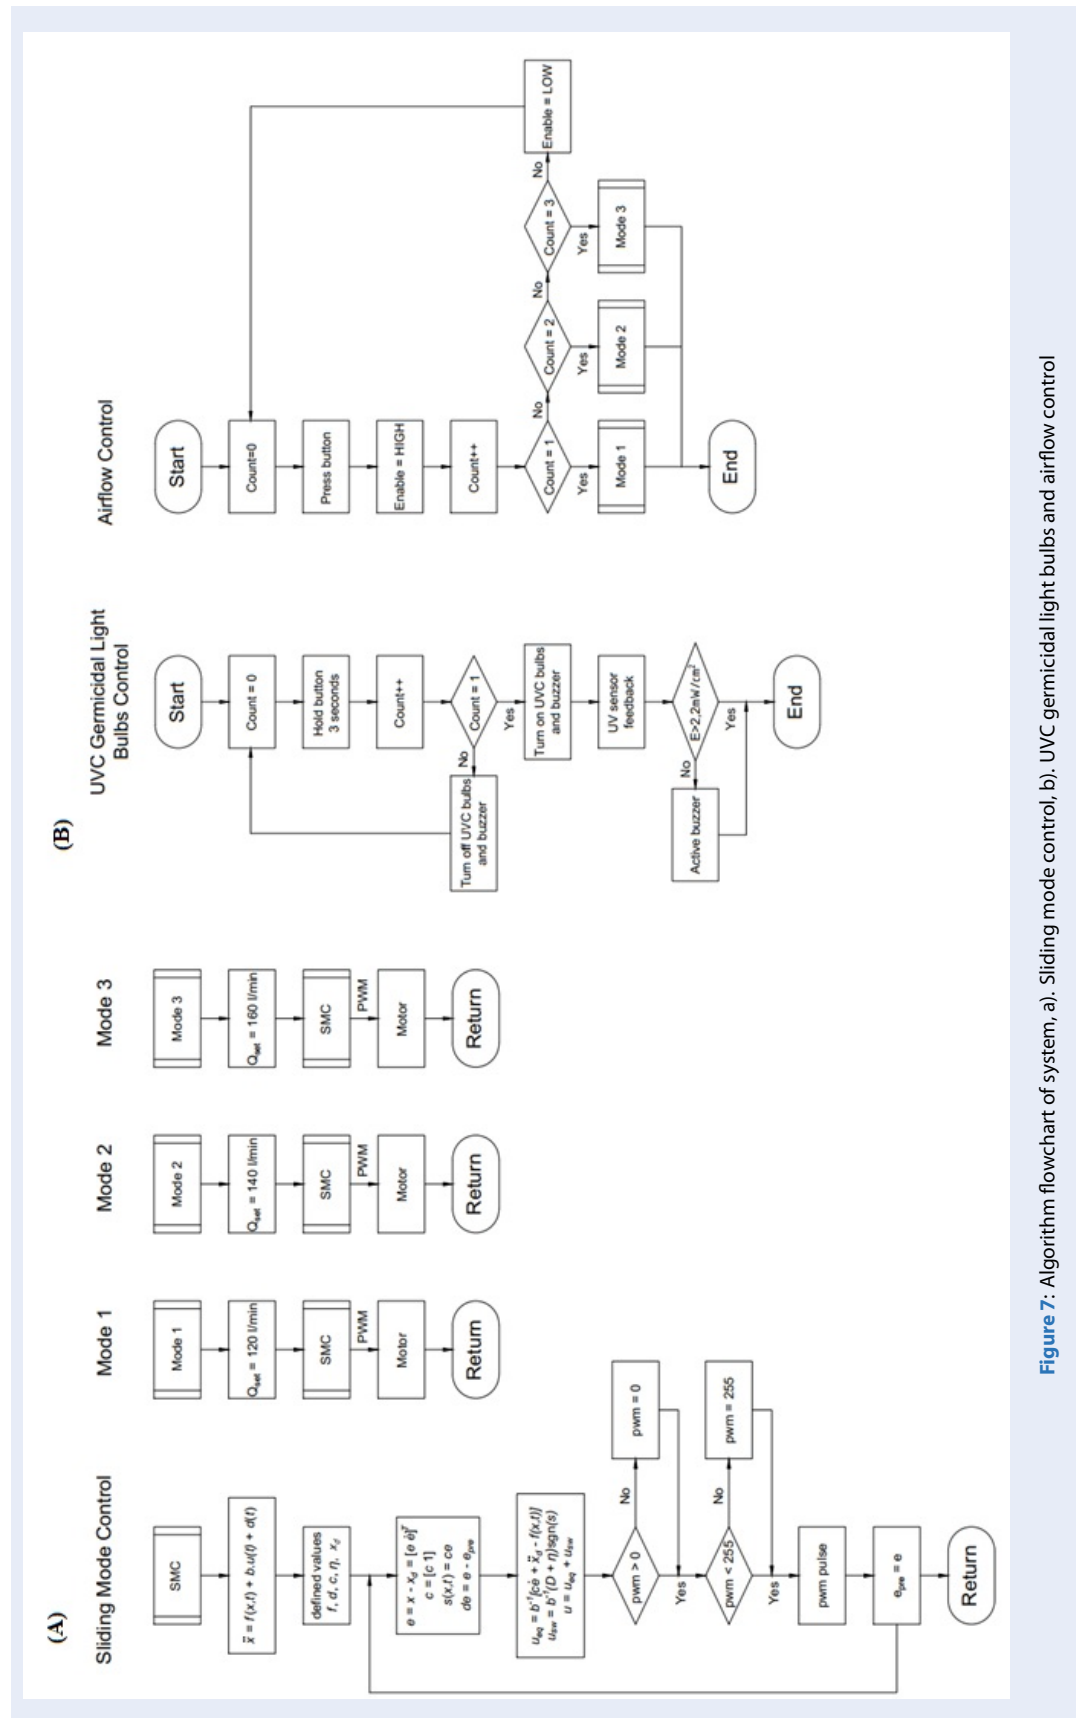 (A)
Sliding Mode Control
SMC
ẍ = f(x,t) + b.u(t) + d(t)
defined values
f, d, c, η, x_d
e = x - x_d = [e ė]^T
c = [c 1]
s(x,t) = ce
de = e - e_pre
u_eq = b^-1[cė + ẍ_d - f(x,t)]
u_sw = b^-1(D + η)sgn(s)
u = u_eq + u_sw
pwm > 0
No
pwm = 0
Yes
pwm < 255
No
pwm = 255
Yes
pwm pulse
e_pre = e
Return
Mode 1
Mode 1
Q_set = 120 l/min
SMC
PWM
Motor
Return
Mode 2
Mode 2
Q_set = 140 l/min
SMC
PWM
Motor
Return
Mode 3
Mode 3
Q_set = 160 l/min
SMC
PWM
Motor
Return
(B)
UVC Germicidal Light
Bulbs Control
Start
Count = 0
Hold button
3 seconds
Count++
Count = 1
No
Turn off UVC bulbs
and buzzer
Yes
Turn on UVC bulbs
and buzzer
UV sensor
feedback
E>2,2mW/cm²
No
Active buzzer
Yes
End
Airflow Control
Start
Count=0
Press button
Enable = HIGH
Count++
Count = 1
No
Count = 2
No
Count = 3
No
Enable = LOW
Yes
Yes
Yes
Mode 1
Mode 2
Mode 3
End
Figure 7: Algorithm flowchart of system, a). Sliding mode control, b). UVC germicidal light bulbs and airflow control